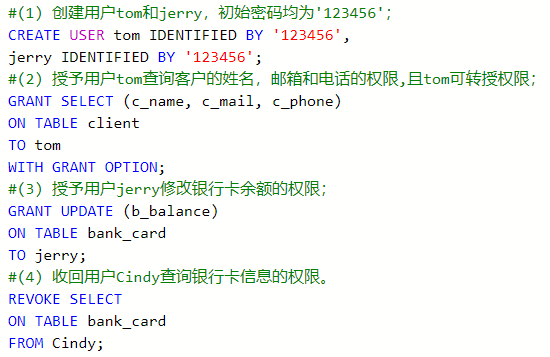 #(1) 创建用户tom和jerry，初始密码均为'123456'；
CREATE USER tom IDENTIFIED BY '123456',
jerry IDENTIFIED BY '123456';
#(2) 授予用户tom查询客户的姓名，邮箱和电话的权限,且tom可转授权限；
GRANT SELECT (c_name, c_mail, c_phone)
ON TABLE client
TO tom
WITH GRANT OPTION;
#(3) 授予用户jerry修改银行卡余额的权限；
GRANT UPDATE (b_balance)
ON TABLE bank_card
TO jerry;
#(4) 收回用户Cindy查询银行卡信息的权限。
REVOKE SELECT
ON TABLE bank_card
FROM Cindy;